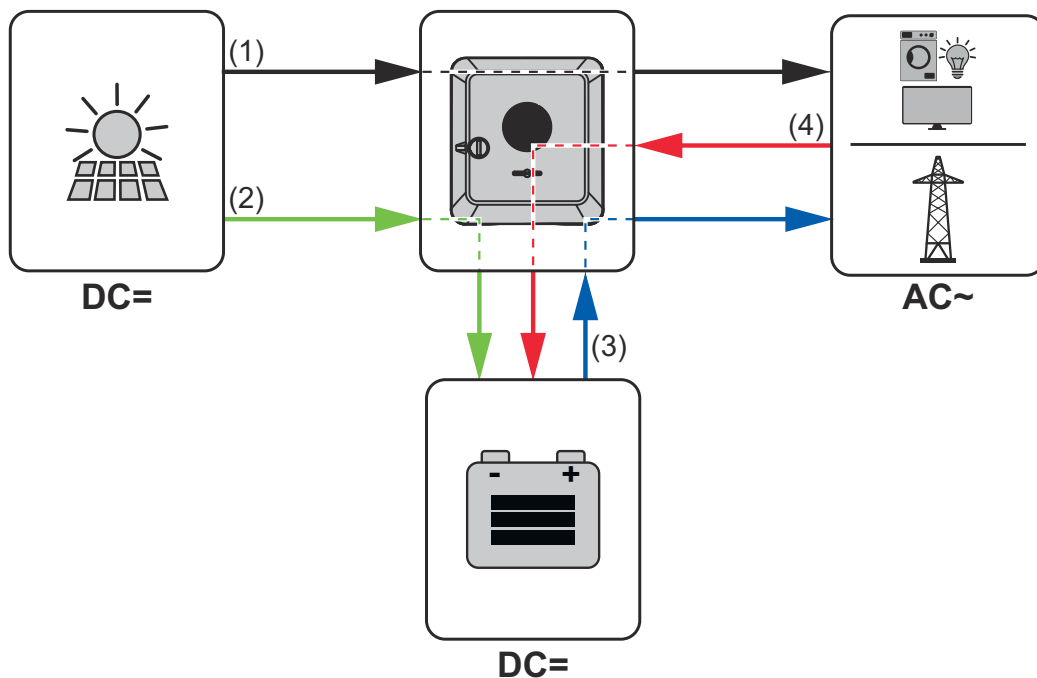 (1)
(4)
(2)
DC=
AC~
(3)
- +
DC=